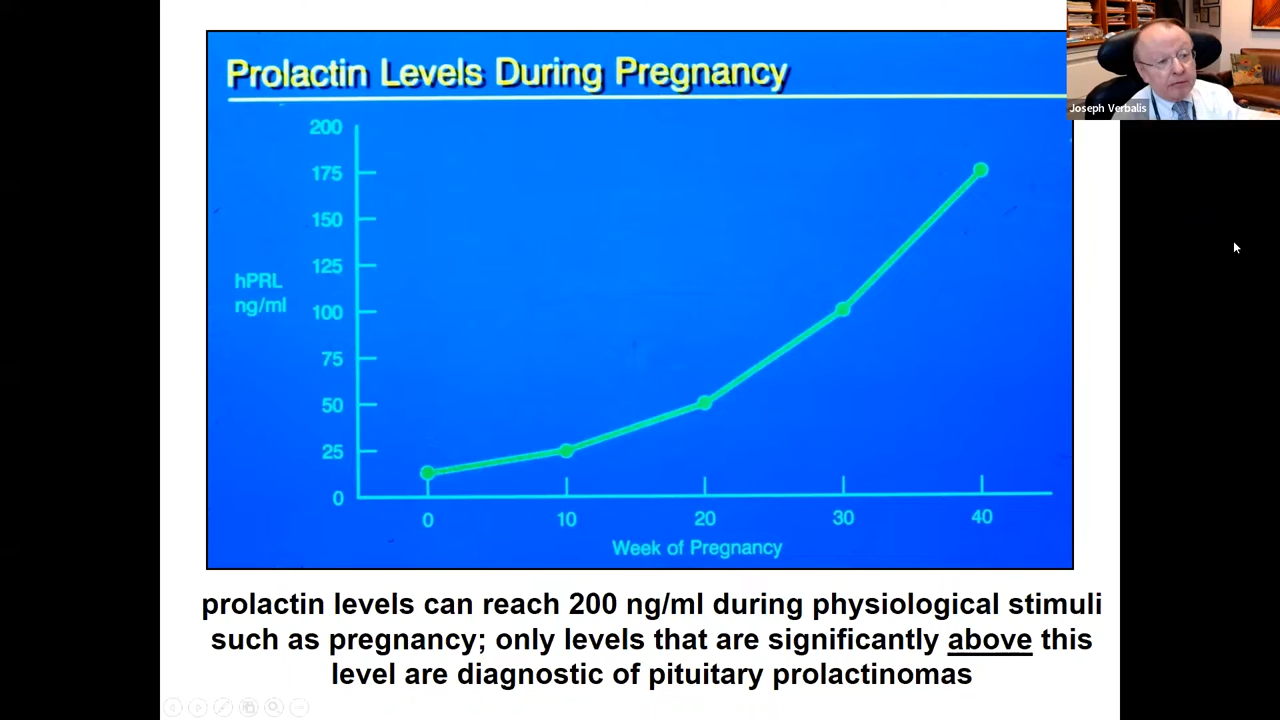 Prolactin Levels During Pregnancy
Joseph Verbalis
200
175
150
125
hPRL
ng/ml
100
75
50
25
0
0 10 20 30 40
Week of Pregnancy
prolactin levels can reach 200 ng/ml during physiological stimuli
such as pregnancy; only levels that are significantly above this
level are diagnostic of pituitary prolactinomas